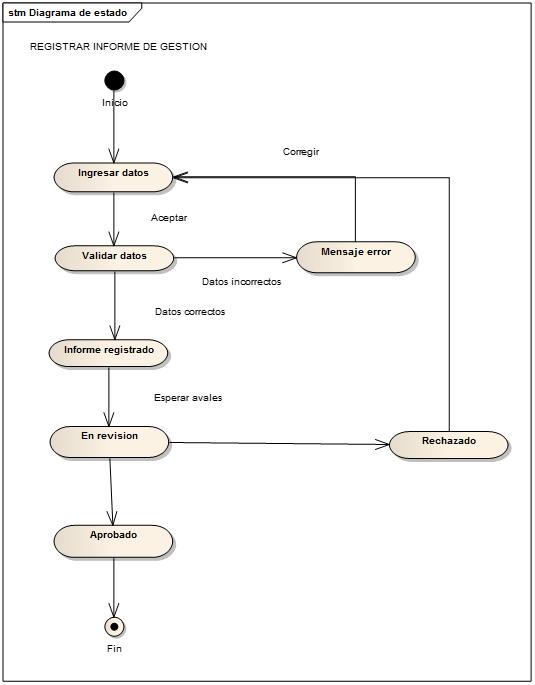 stm Diagrama de estado
REGISTRAR INFORME DE GESTION
Inicio
Corregir
Ingresar datos
Aceptar
Validar datos
Mensaje error
Datos incorrectos
Datos correctos
Informe registrado
Esperar avales
En revision
Rechazado
Aprobado
Fin